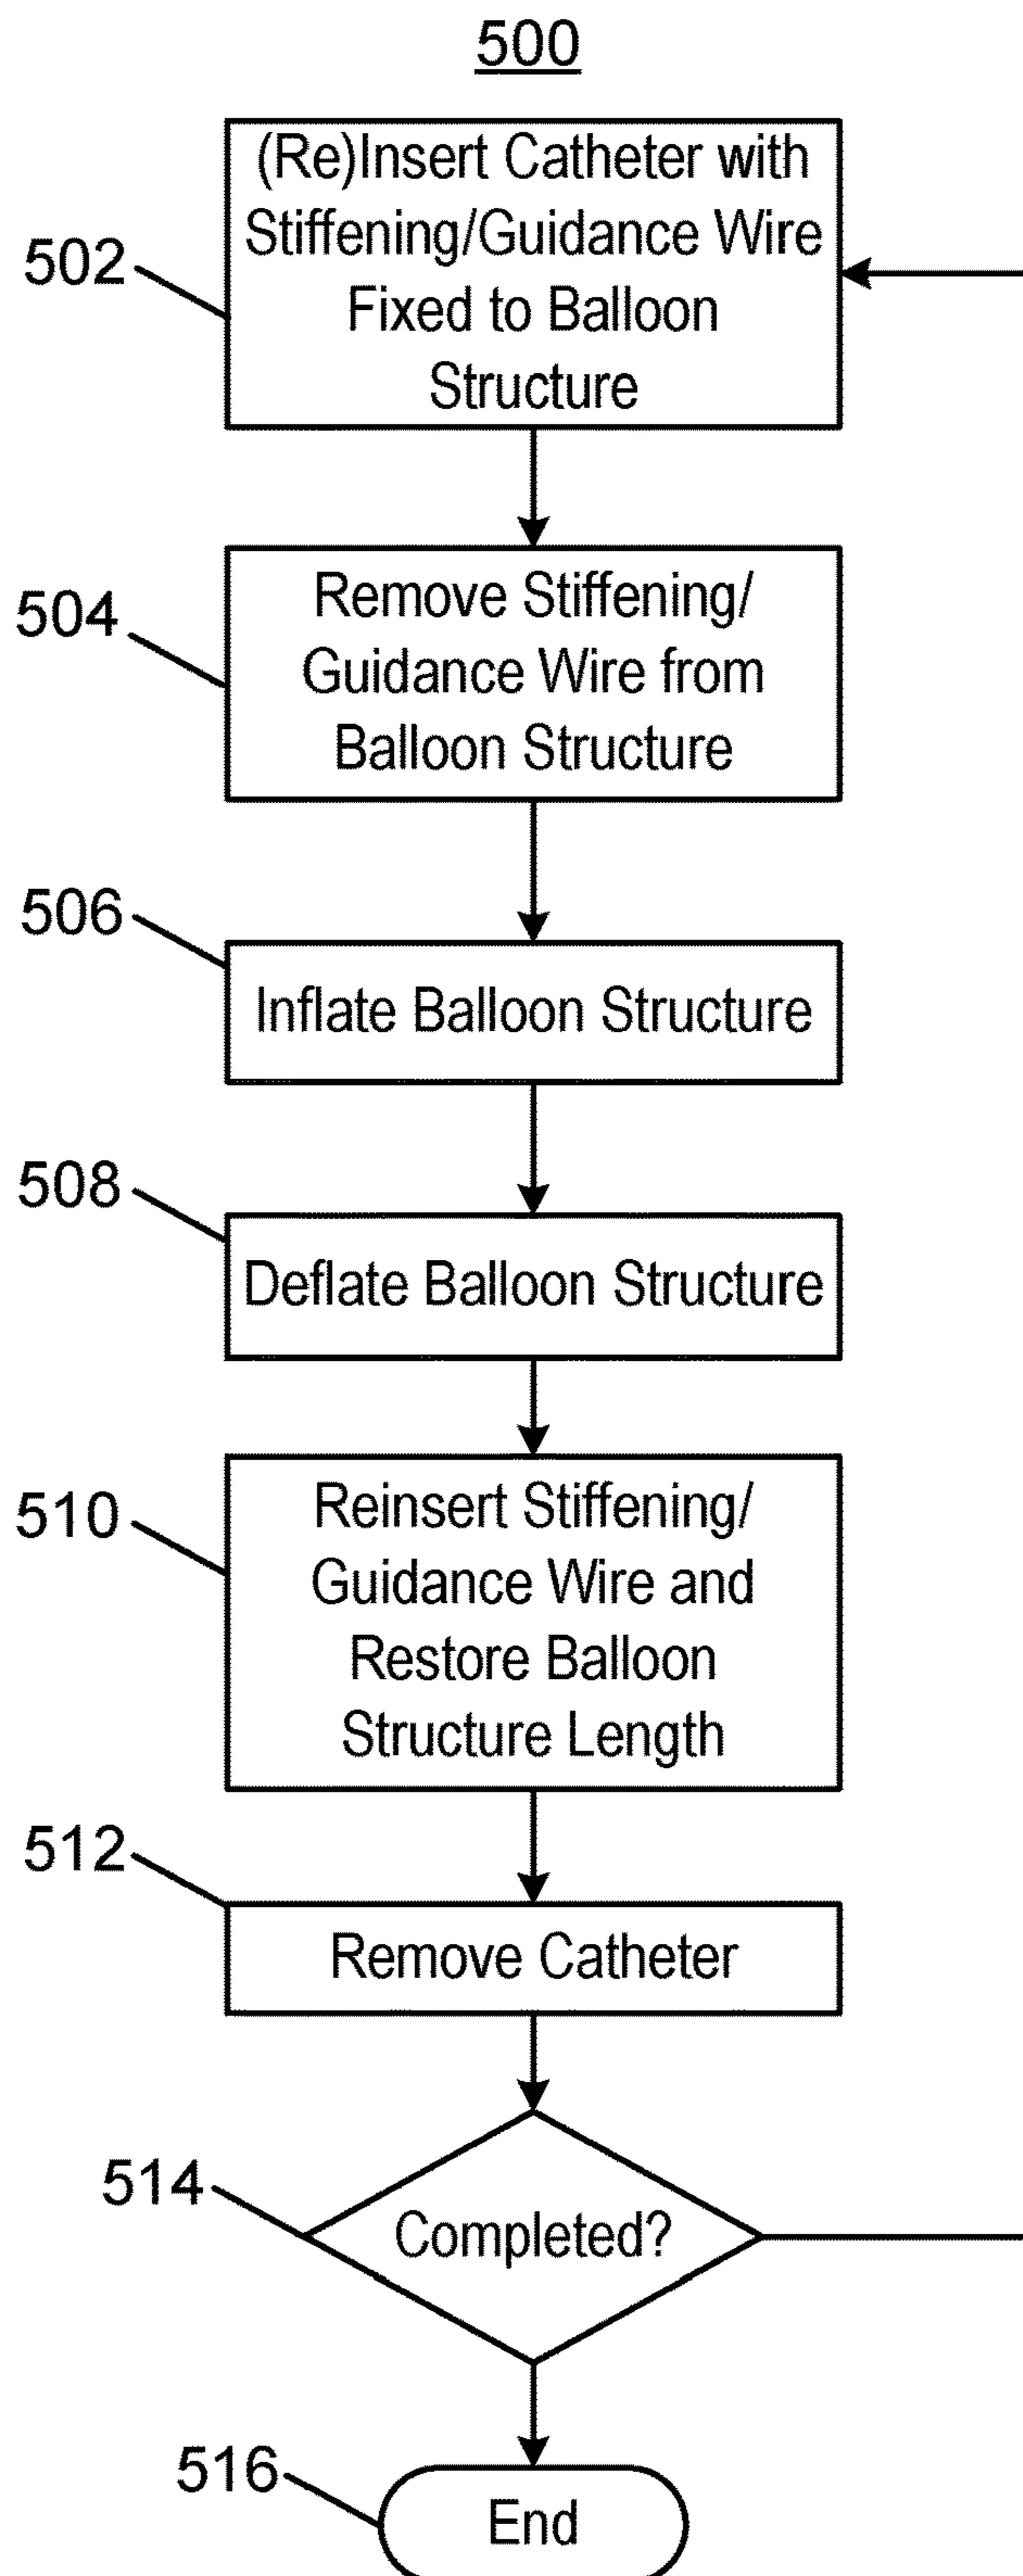 500
502
(Re)Insert Catheter with
Stiffening/Guidance Wire
Fixed to Balloon
Structure
504
Remove Stiffening/
Guidance Wire from
Balloon Structure
506
Inflate Balloon Structure
508
Deflate Balloon Structure
510
Reinsert Stiffening/
Guidance Wire and
Restore Balloon
Structure Length
512
Remove Catheter
514
Completed?
516
End